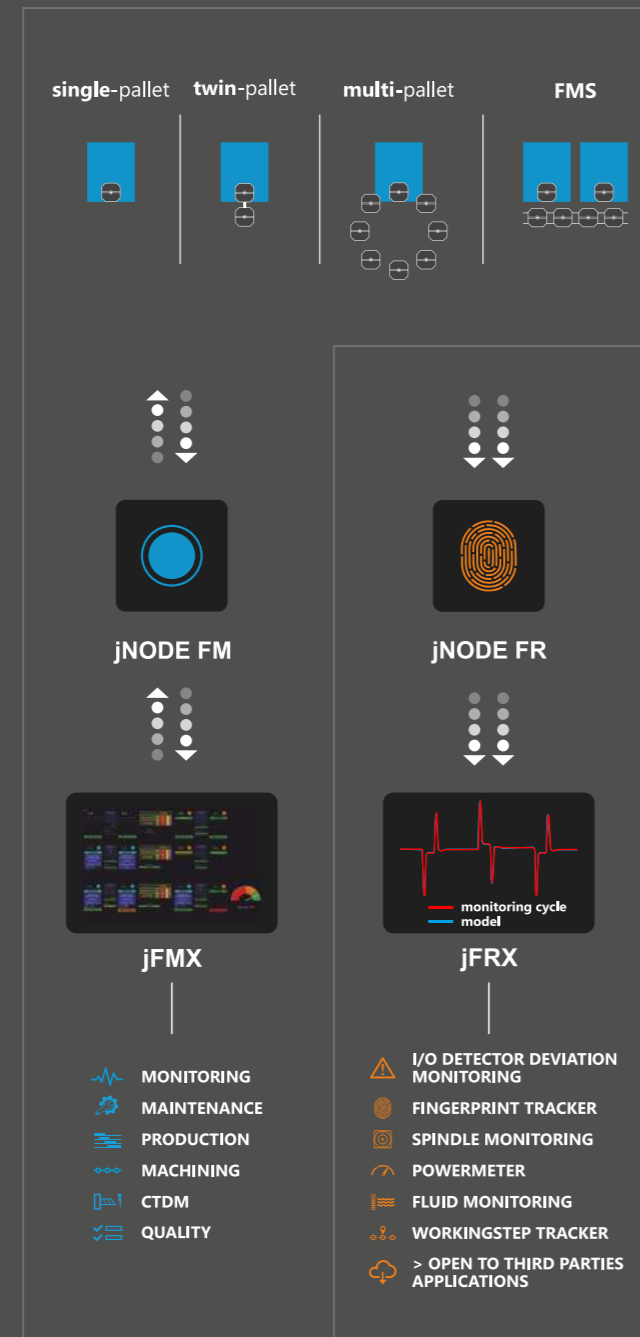 single-pallet
twin-pallet
multi-pallet
FMS
jNODE FM
jFMX
MONITORING
MAINTENANCE
PRODUCTION
MACHINING
CTDM
QUALITY
jNODE FR
monitoring cycle
model
jFRX
I/O DETECTOR DEVIATION
MONITORING
FINGERPRINT TRACKER
SPINDLE MONITORING
POWERMETER
FLUID MONITORING
WORKINGSTEP TRACKER
> OPEN TO THIRD PARTIES
APPLICATIONS